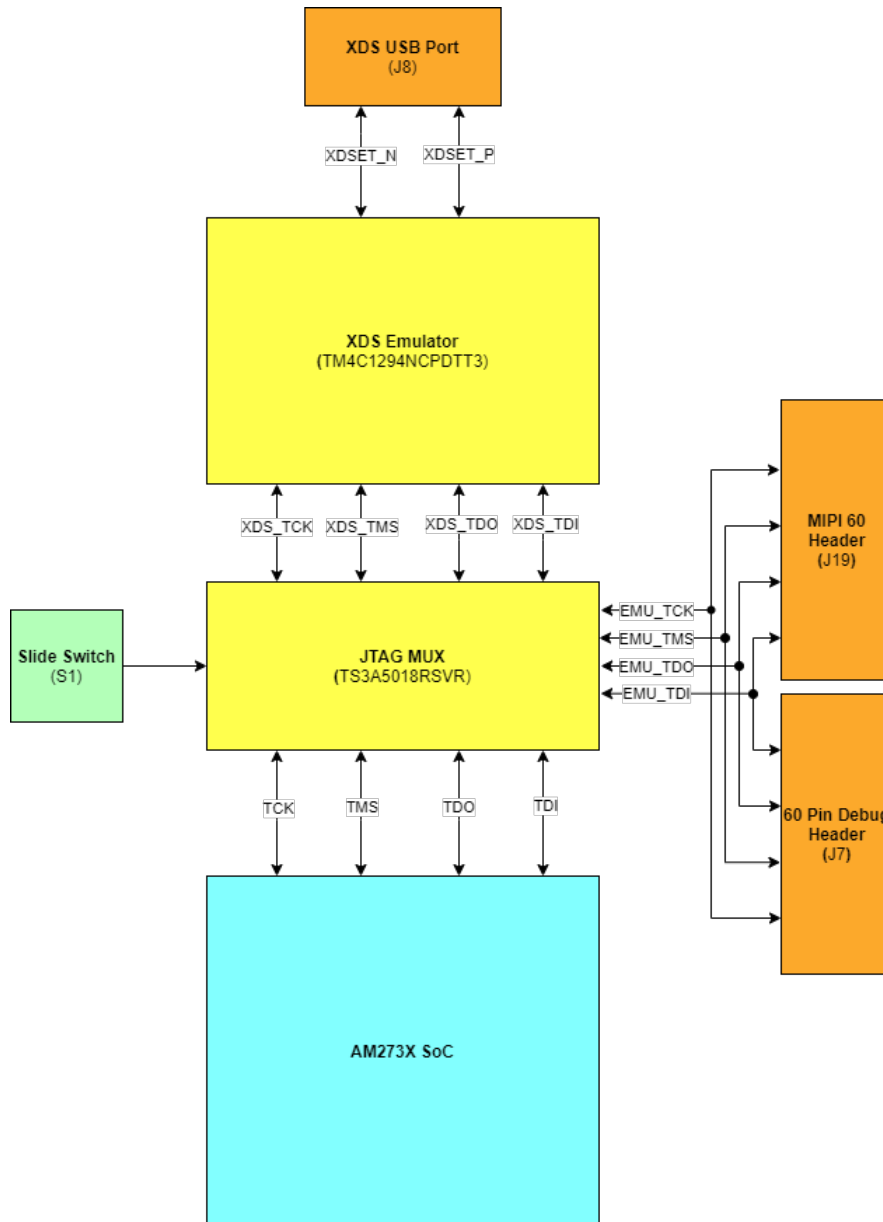 XDS USB Port
(J8)
XDSET_N
XDSET_P
XDS Emulator
(TM4C1294NCPDTT3)
XDS_TCK
XDS_TMS
XDS_TDO
XDS_TDI
MIPI 60
Header
(J19)
EMU_TCK
EMU_TMS
EMU_TDO
EMU_TDI
Slide Switch
(S1)
JTAG MUX
(TS3A5018RSVR)
TCK
TMS
TDO
TDI
60 Pin Debug
Header
(J7)
AM273X SoC